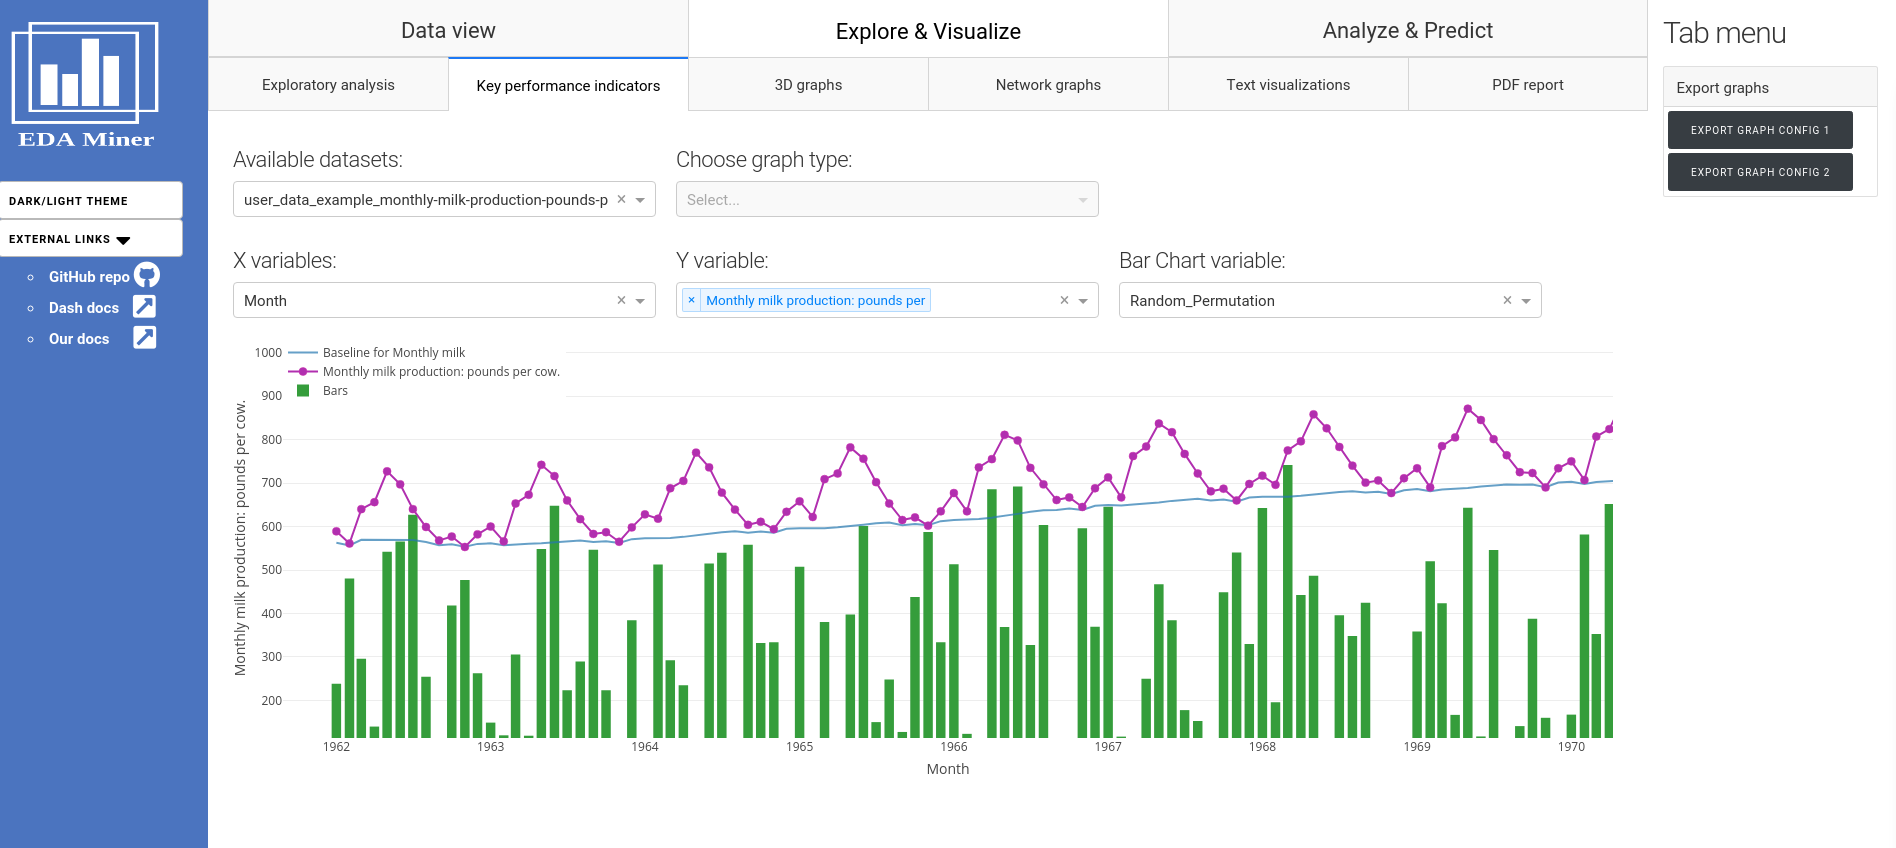 EDA Miner
DARK/LIGHT THEME
EXTERNAL LINKS
GitHub repo
Dash docs
Our docs
Data view
Explore & Visualize
Analyze & Predict
Exploratory analysis
Key performance indicators
3D graphs
Network graphs
Text visualizations
PDF report
Tab menu
Export graphs
EXPORT GRAPH CONFIG 1
EXPORT GRAPH CONFIG 2
Available datasets:
user_data_example_monthly-milk-production-pounds-p ×
Choose graph type:
Select...
X variables:
Month ×
Y variable:
× Monthly milk production: pounds per ×
Bar Chart variable:
Random_Permutation ×
Baseline for Monthly milk
Monthly milk production: pounds per cow.
Bars
Monthly milk production: pounds per cow.
1000
900
800
700
600
500
400
300
200
1962 1963 1964 1965 1966 1967 1968 1969 1970
Month